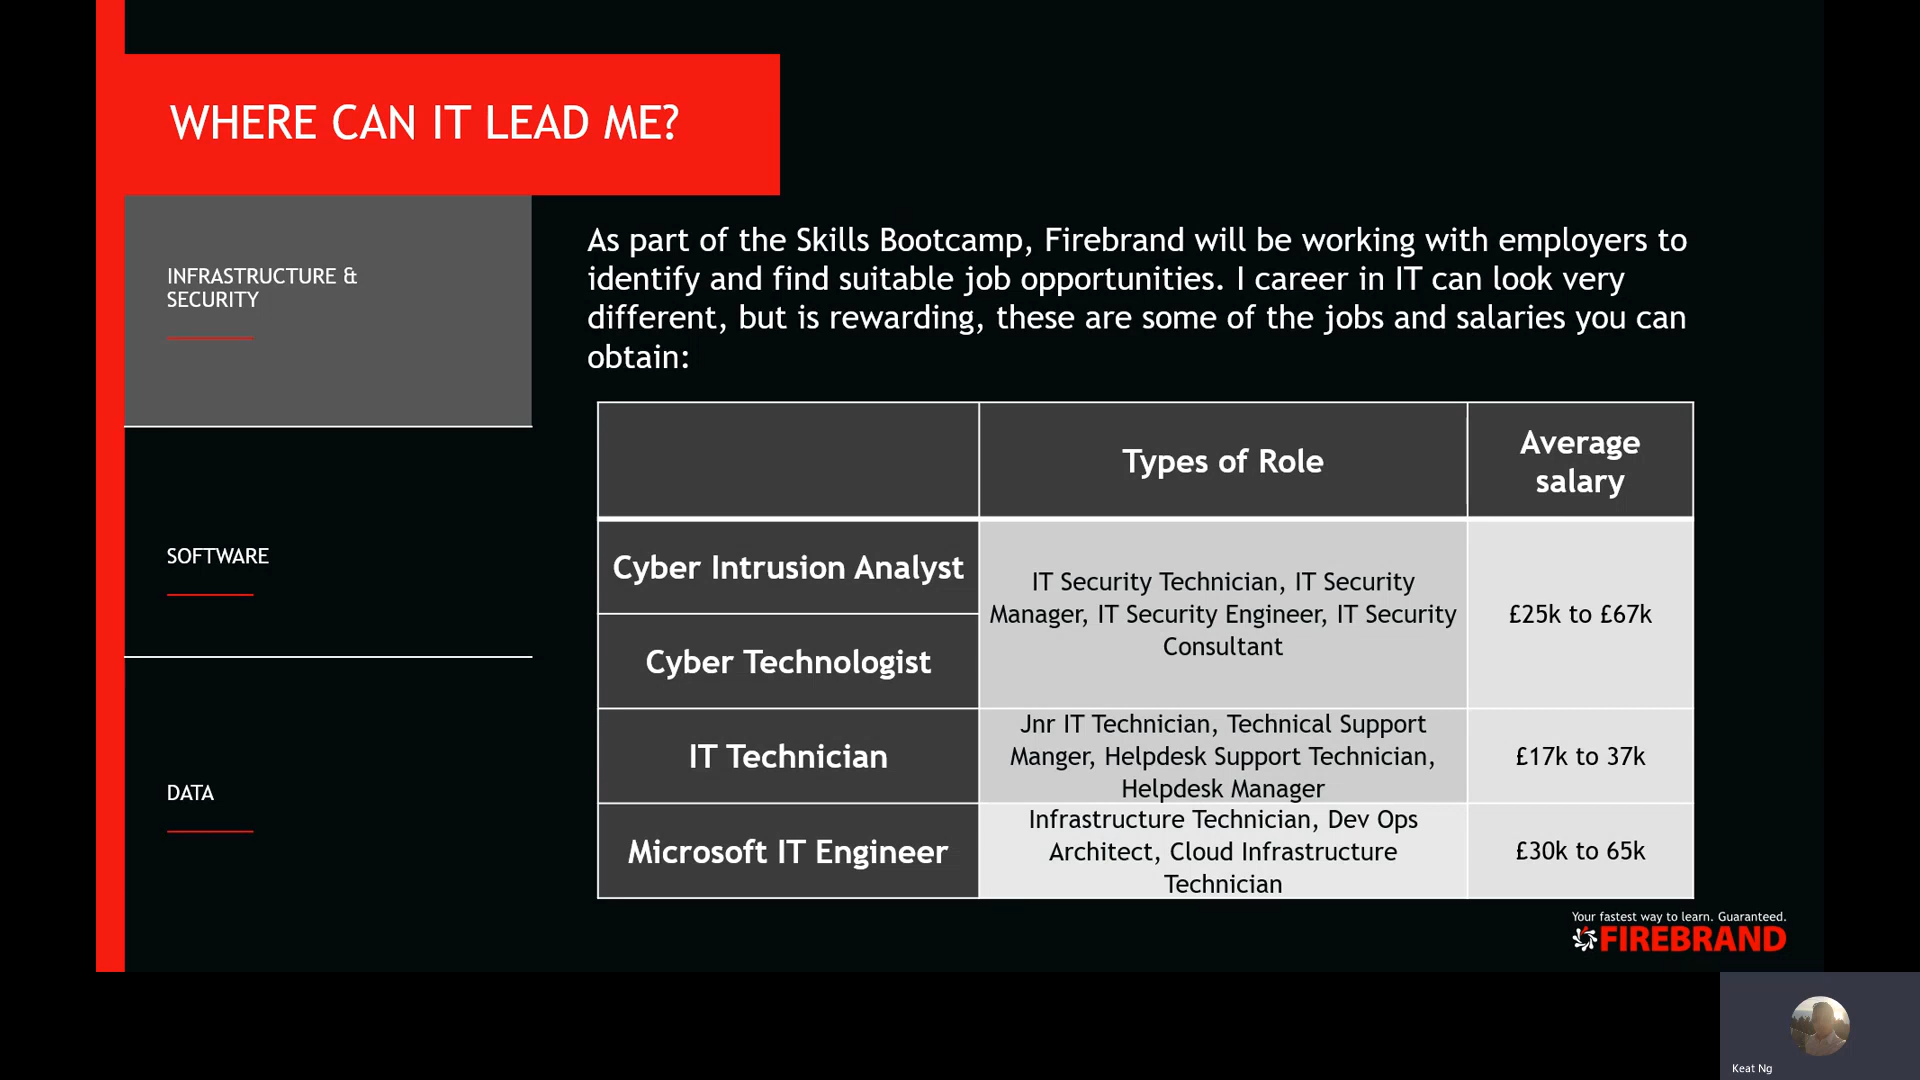 WHERE CAN IT LEAD ME?
INFRASTRUCTURE &
SECURITY
SOFTWARE
DATA
As part of the Skills Bootcamp, Firebrand will be working with employers to
identify and find suitable job opportunities. I career in IT can look very
different, but is rewarding, these are some of the jobs and salaries you can
obtain:
Types of Role
Average
salary
Cyber Intrusion Analyst
Cyber Technologist
IT Security Technician, IT Security
Manager, IT Security Engineer, IT Security
Consultant
£25k to £67k
IT Technician
Jnr IT Technician, Technical Support
Manger, Helpdesk Support Technician,
Helpdesk Manager
£17k to 37k
Microsoft IT Engineer
Infrastructure Technician, Dev Ops
Architect, Cloud Infrastructure
Technician
£30k to 65k
Your fastest way to learn. Guaranteed.
FIREBRAND
Keat Ng